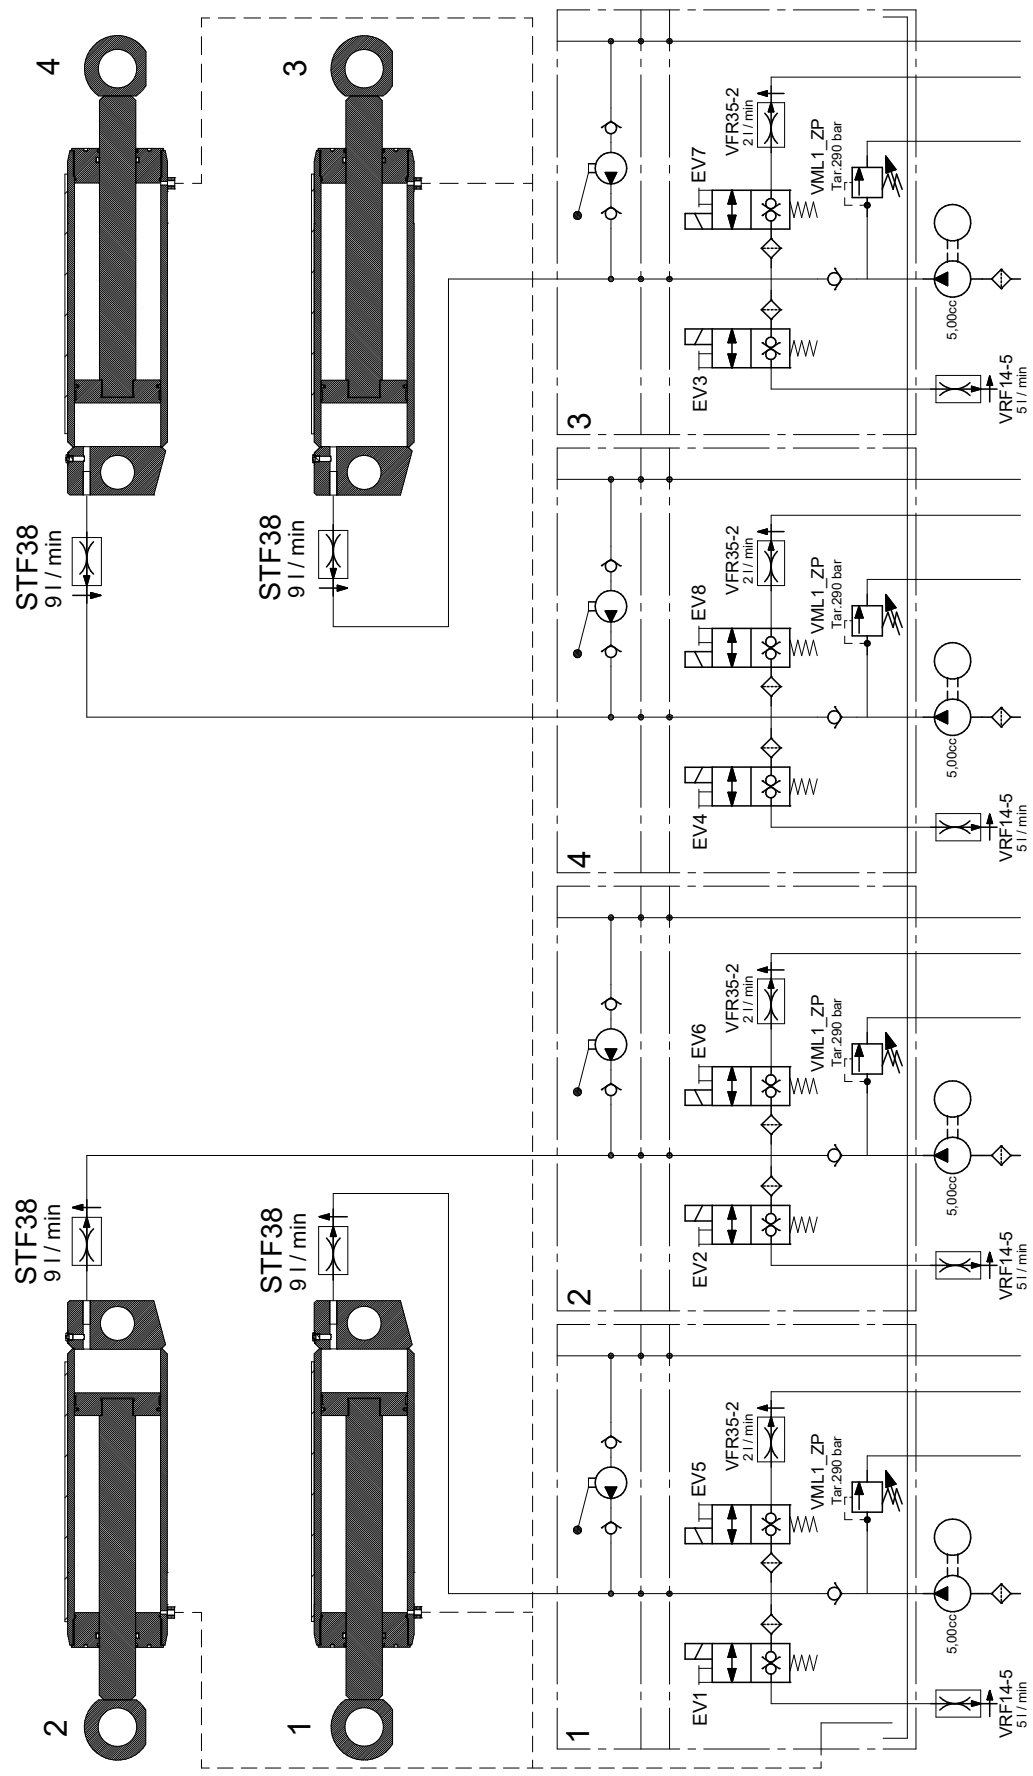 4
3
STF38
9 l / min
STF38
9 l / min
2
STF38
9 l / min
1
STF38
9 l / min
3
EV3
EV7
VFR35-2
2 l / min
VML1_ZP
Tar.290 bar
5,00cc
VRF14-5
5 l / min
4
EV4
EV8
VFR35-2
2 l / min
VML1_ZP
Tar.290 bar
5,00cc
VRF14-5
5 l / min
2
EV2
EV6
VFR35-2
2 l / min
VML1_ZP
Tar.290 bar
5,00cc
VRF14-5
5 l / min
1
EV1
EV5
VFR35-2
2 l / min
VML1_ZP
Tar.290 bar
5,00cc
VRF14-5
5 l / min